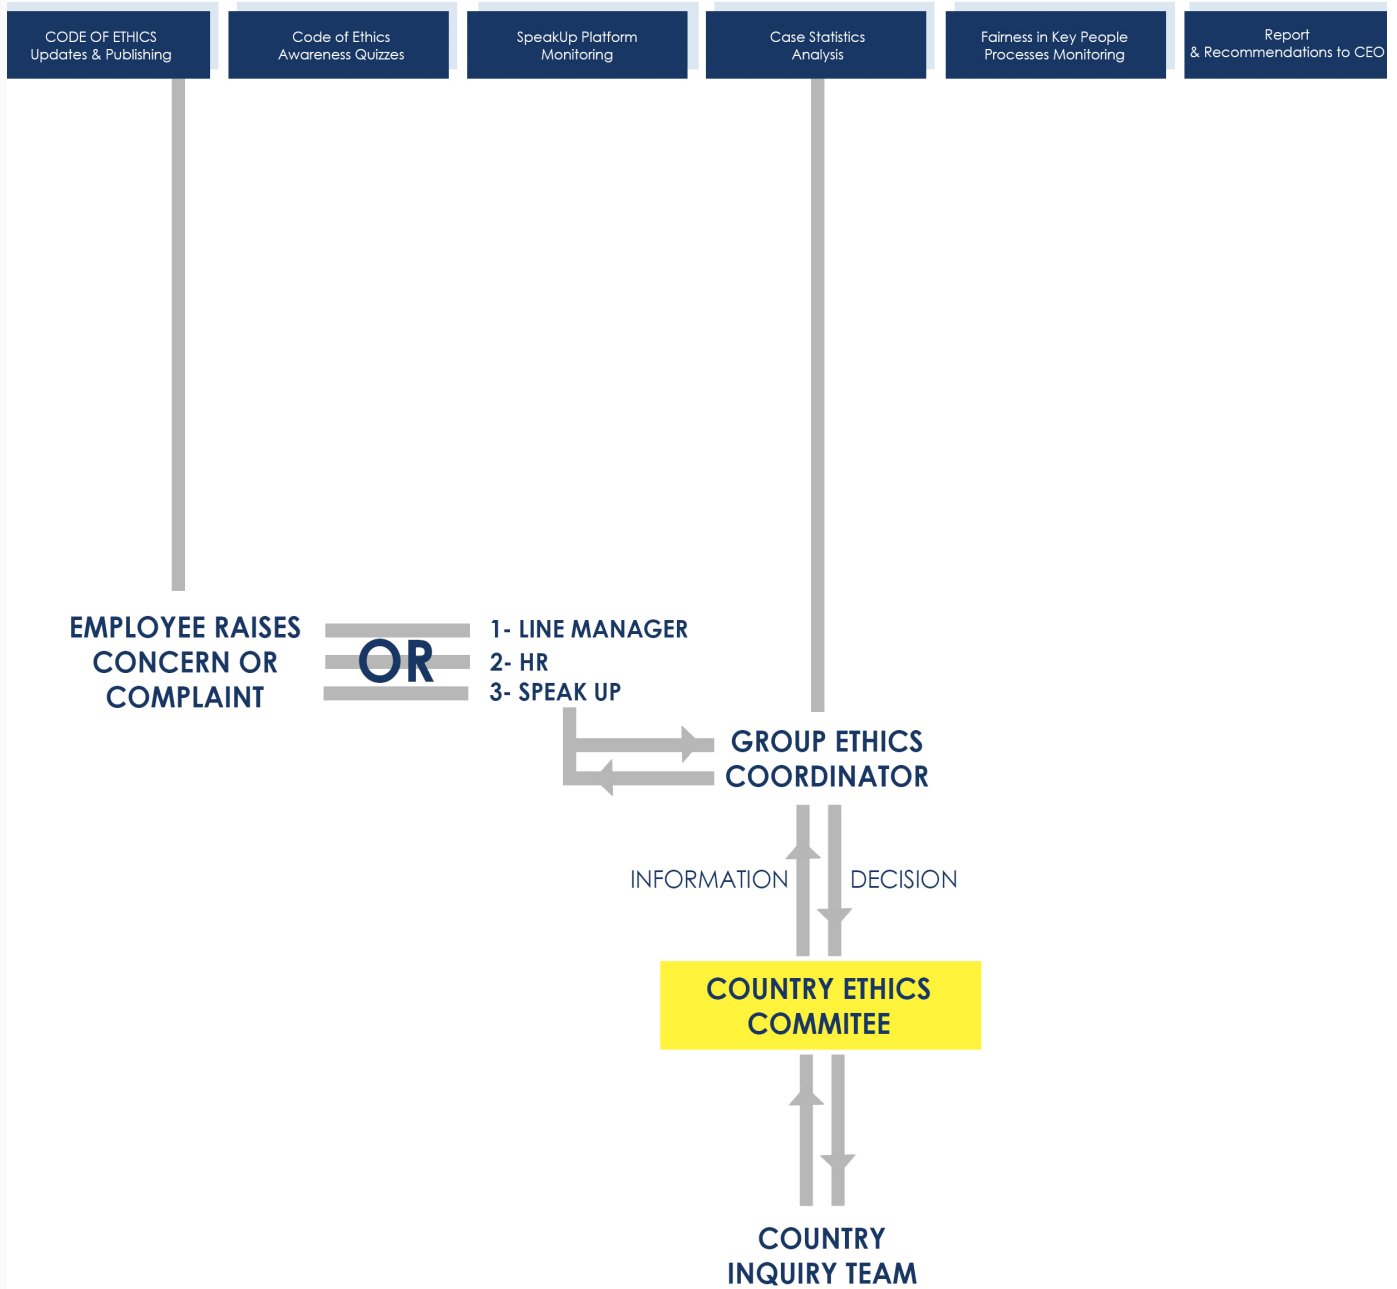 CODE OF ETHICS
Updates & Publishing
Code of Ethics
Awareness Quizzes
SpeakUp Platform
Monitoring
Case Statistics
Analysis
Fairness in Key People
Processes Monitoring
Report
& Recommendations to CEO
EMPLOYEE RAISES
CONCERN OR
COMPLAINT
OR
1- LINE MANAGER
2- HR
3- SPEAK UP
GROUP ETHICS
COORDINATOR
INFORMATION
DECISION
COUNTRY ETHICS
COMMITEE
COUNTRY
INQUIRY TEAM